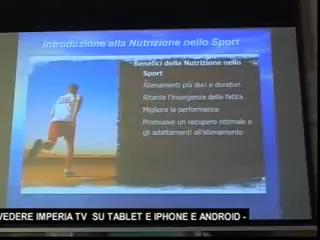 Introduzione alla Nutrizione nello Sport
Benefici della Nutrizione nello
Sport
Allenamenti più duri e duraturi
Ritarda l'insorgenza della fatica
Migliora la performance
Promuove un recupero ottimale e
gli adattamenti all'allenamento
VEDERE IMPERIA TV SU TABLET E IPHONE E ANDROID -